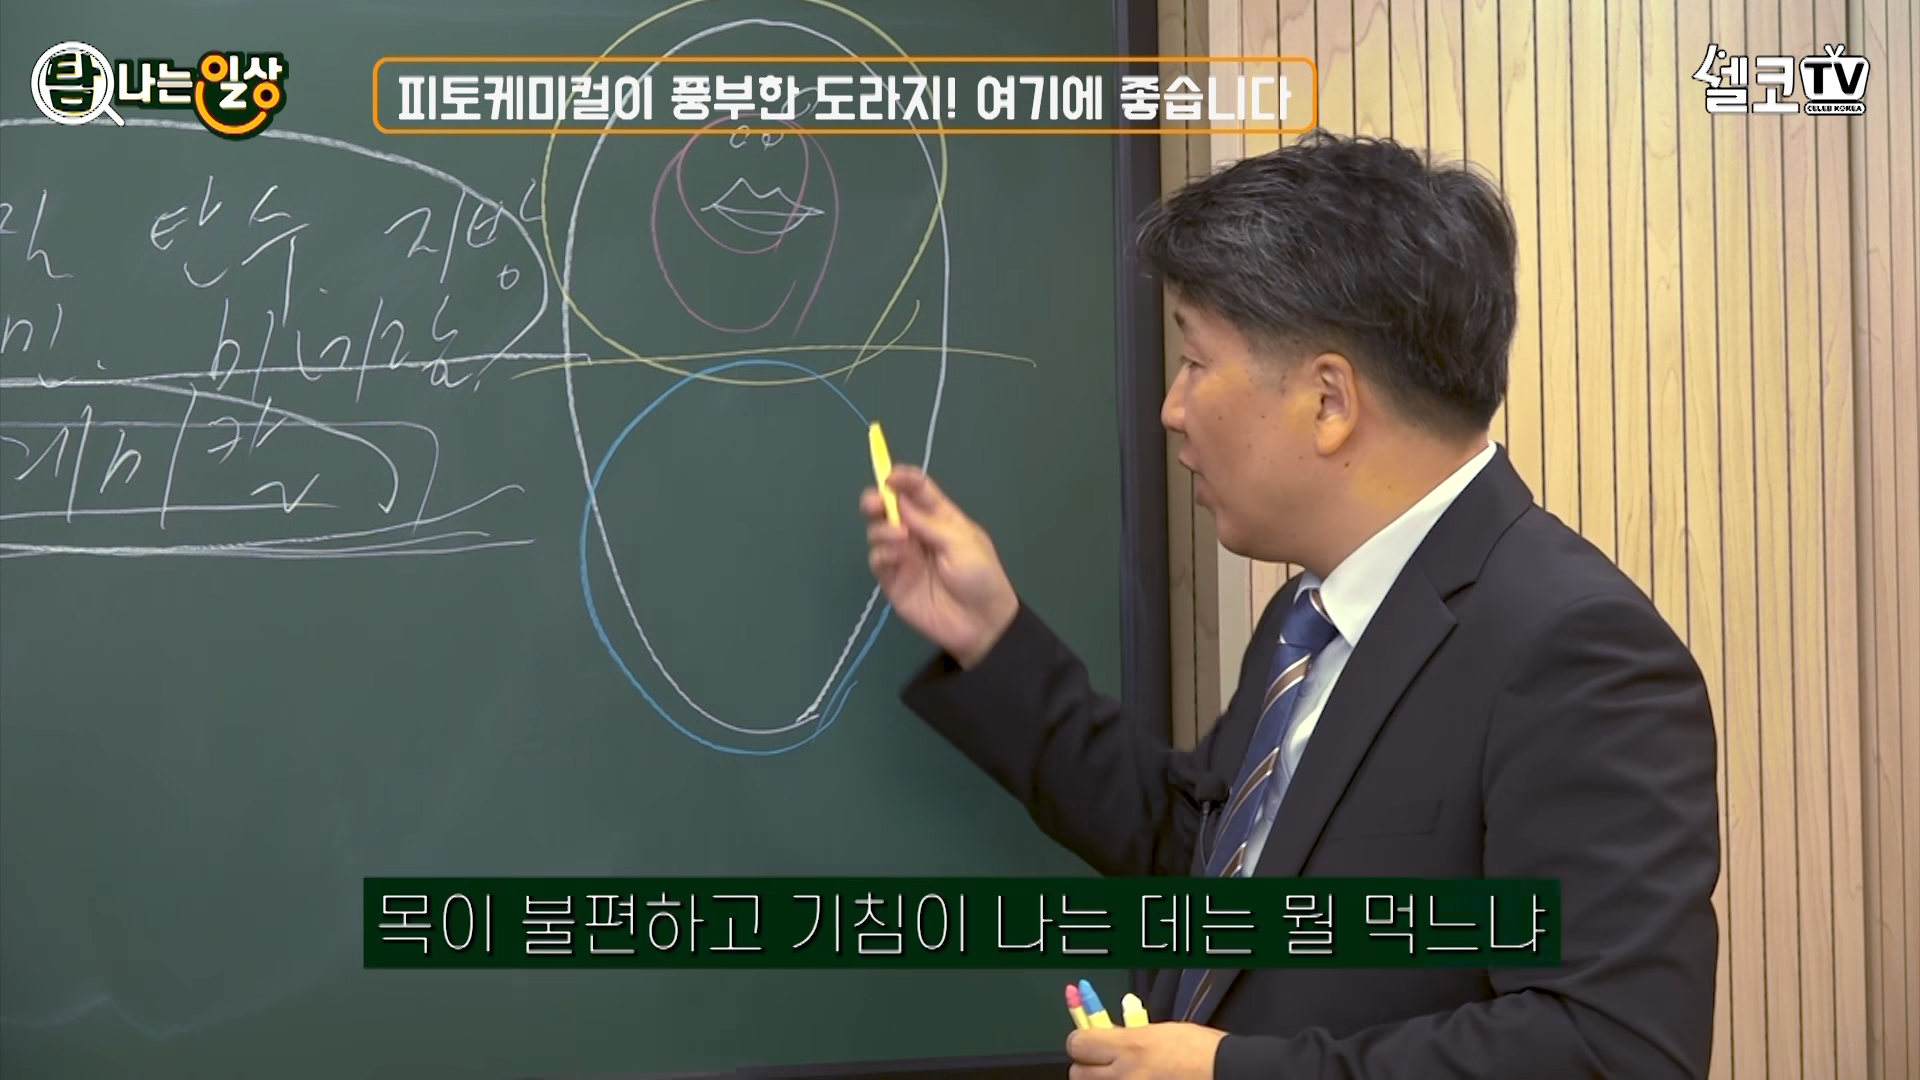 밝나는일상
피토케미컬이 풍부한 도라지! 여기에 좋습니다
셀코TV
CELEB KOREA
탄수 지방
비타민
케미칼
목이 불편하고 기침이 나는 데는 뭘 먹느냐